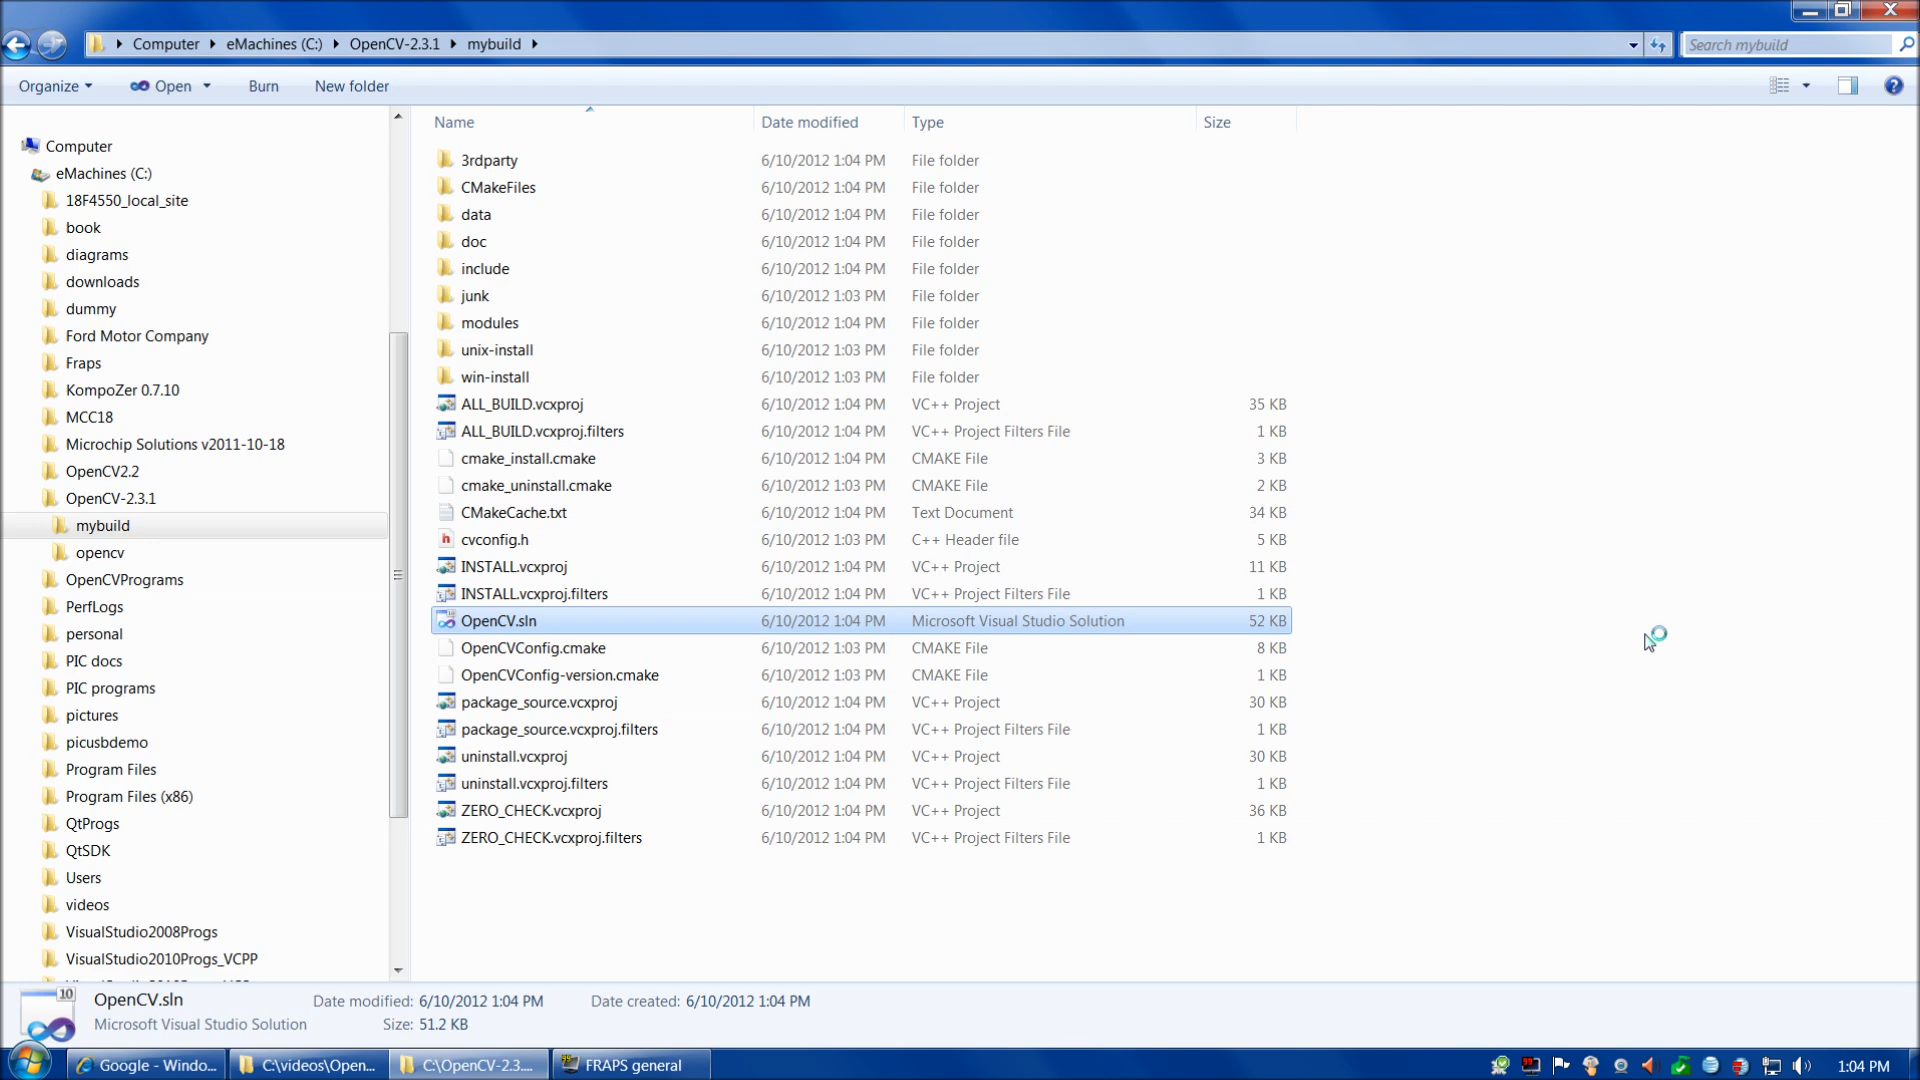 Computer eMachines (C:) OpenCV-2.3.1 mybuild
Search mybuild
Organize Open Burn New folder
Name Date modified Type Size
Computer
eMachines (C:)
18F4550_local_site
book
diagrams
downloads
dummy
Ford Motor Company
Fraps
KompoZer 0.7.10
MCC18
Microchip Solutions v2011-10-18
OpenCV2.2
OpenCV-2.3.1
mybuild
opencv
OpenCVPrograms
PerfLogs
personal
PIC docs
PIC programs
pictures
picusbdemo
Program Files
Program Files (x86)
QtProgs
QtSDK
Users
videos
VisualStudio2008Progs
VisualStudio2010Progs_VCPP
3rdparty 6/10/2012 1:04 PM File folder
CMakeFiles 6/10/2012 1:04 PM File folder
data 6/10/2012 1:04 PM File folder
doc 6/10/2012 1:04 PM File folder
include 6/10/2012 1:04 PM File folder
junk 6/10/2012 1:03 PM File folder
modules 6/10/2012 1:04 PM File folder
unix-install 6/10/2012 1:03 PM File folder
win-install 6/10/2012 1:03 PM File folder
ALL_BUILD.vcxproj 6/10/2012 1:04 PM VC++ Project 35 KB
ALL_BUILD.vcxproj.filters 6/10/2012 1:04 PM VC++ Project Filters File 1 KB
cmake_install.cmake 6/10/2012 1:04 PM CMAKE File 3 KB
cmake_uninstall.cmake 6/10/2012 1:03 PM CMAKE File 2 KB
CMakeCache.txt 6/10/2012 1:04 PM Text Document 34 KB
cvconfig.h 6/10/2012 1:03 PM C++ Header file 5 KB
INSTALL.vcxproj 6/10/2012 1:04 PM VC++ Project 11 KB
INSTALL.vcxproj.filters 6/10/2012 1:04 PM VC++ Project Filters File 1 KB
OpenCV.sln 6/10/2012 1:04 PM Microsoft Visual Studio Solution 52 KB
OpenCVConfig.cmake 6/10/2012 1:03 PM CMAKE File 8 KB
OpenCVConfig-version.cmake 6/10/2012 1:03 PM CMAKE File 1 KB
package_source.vcxproj 6/10/2012 1:04 PM VC++ Project 30 KB
package_source.vcxproj.filters 6/10/2012 1:04 PM VC++ Project Filters File 1 KB
uninstall.vcxproj 6/10/2012 1:04 PM VC++ Project 30 KB
uninstall.vcxproj.filters 6/10/2012 1:04 PM VC++ Project Filters File 1 KB
ZERO_CHECK.vcxproj 6/10/2012 1:04 PM VC++ Project 36 KB
ZERO_CHECK.vcxproj.filters 6/10/2012 1:04 PM VC++ Project Filters File 1 KB
10 OpenCV.sln Date modified: 6/10/2012 1:04 PM Date created: 6/10/2012 1:04 PM
Microsoft Visual Studio Solution Size: 51.2 KB
Google - Windo... C:\videos\Open... C:\OpenCV-2.3.... FRAPS general 1:04 PM